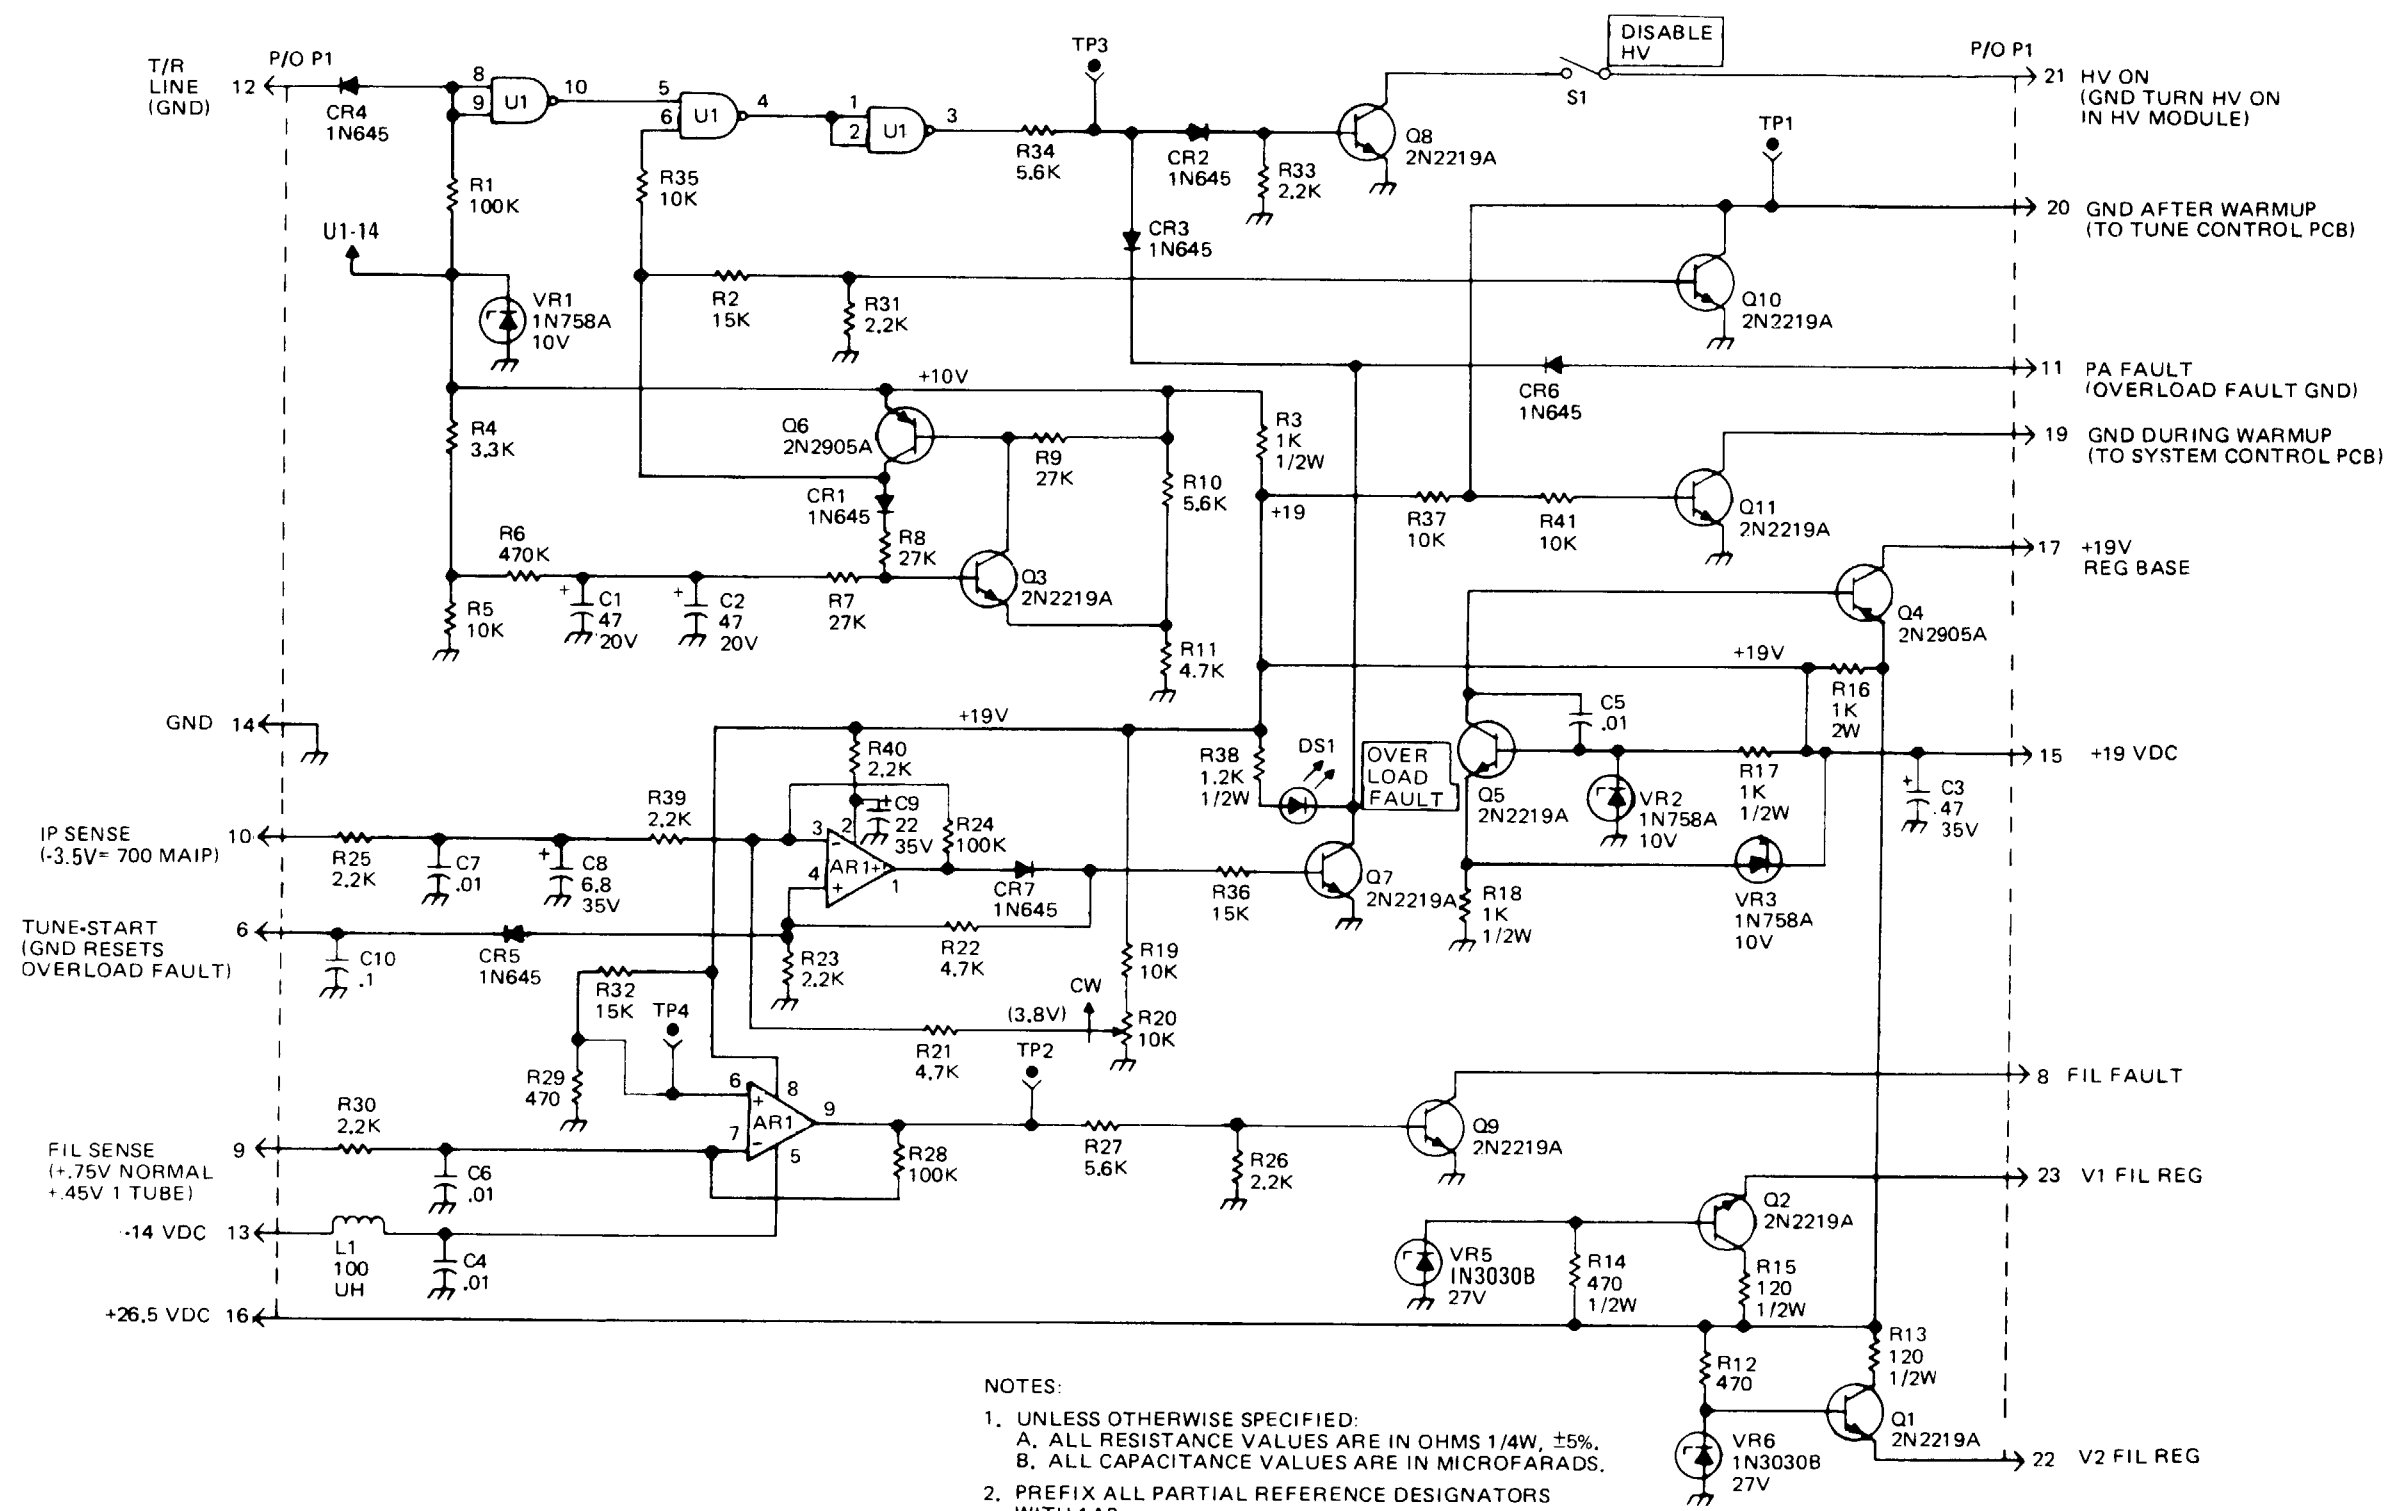 DISABLE
HV
P/O P1
P/O P1
T/R
LINE
(GND)
12
CR4
1N645
8
9
U1
10
5
6
U1
4
1
2
U1
3
TP3
R34
5.6K
CR2
1N645
R33
2.2K
Q8
2N2219A
S1
21 HV ON
(GND TURN HV ON
IN HV MODULE)
TP1
R1
100K
R35
10K
CR3
1N645
20 GND AFTER WARMUP
(TO TUNE CONTROL PCB)
U1-14
VR1
1N758A
10V
R2
15K
R31
2.2K
Q10
2N2219A
+10V
CR6
1N645
11 PA FAULT
(OVERLOAD FAULT GND)
R4
3.3K
Q6
2N2905A
R9
27K
R3
1K
1/2W
19 GND DURING WARMUP
(TO SYSTEM CONTROL PCB)
CR1
1N645
R10
5.6K
+19
R37
10K
R41
10K
Q11
2N2219A
R6
470K
R8
27K
17 +19V
REG BASE
+
C1
47
20V
+
C2
47
20V
R7
27K
Q3
2N2219A
R5
10K
Q4
2N2905A
R11
4.7K
+19V
R16
1K
2W
GND 14
+19V
R40
2.2K
R38
1.2K
1/2W
DS1
OVER
LOAD
FAULT
C5
.01
Q5
2N2219A
R17
1K
1/2W
VR2
1N758A
10V
+
C3
47
35V
15 +19 VDC
IP SENSE
(-3.5V= 700 MAIP)
10
R25
2.2K
C7
.01
+
C8
6.8
35V
R39
2.2K
3
2
-
AR1
+
4
1
+
C9
22
35V
R24
100K
CR7
1N645
R36
15K
Q7
2N2219A
R18
1K
1/2W
VR3
1N758A
10V
TUNE-START
(GND RESETS
OVERLOAD FAULT)
6
C10
.1
CR5
1N645
R23
2.2K
R22
4.7K
R19
10K
R32
15K
TP4
CW
(3.8V)
R20
10K
R21
4.7K
TP2
R29
470
6
8
+
AR1
7
-
5
9
8 FIL FAULT
R30
2.2K
FIL SENSE
(+.75V NORMAL
+.45V 1 TUBE)
9
C6
.01
R28
100K
R27
5.6K
R26
2.2K
Q9
2N2219A
23 V1 FIL REG
Q2
2N2219A
-14 VDC 13
L1
100
UH
C4
.01
VR5
1N3030B
27V
R14
470
1/2W
R15
120
1/2W
+26.5 VDC 16
R12
470
R13
120
1/2W
VR6
1N3030B
27V
Q1
2N2219A
22 V2 FIL REG
NOTES:
1. UNLESS OTHERWISE SPECIFIED:
A. ALL RESISTANCE VALUES ARE IN OHMS 1/4W, ±5%.
B. ALL CAPACITANCE VALUES ARE IN MICROFARADS.
2. PREFIX ALL PARTIAL REFERENCE DESIGNATORS